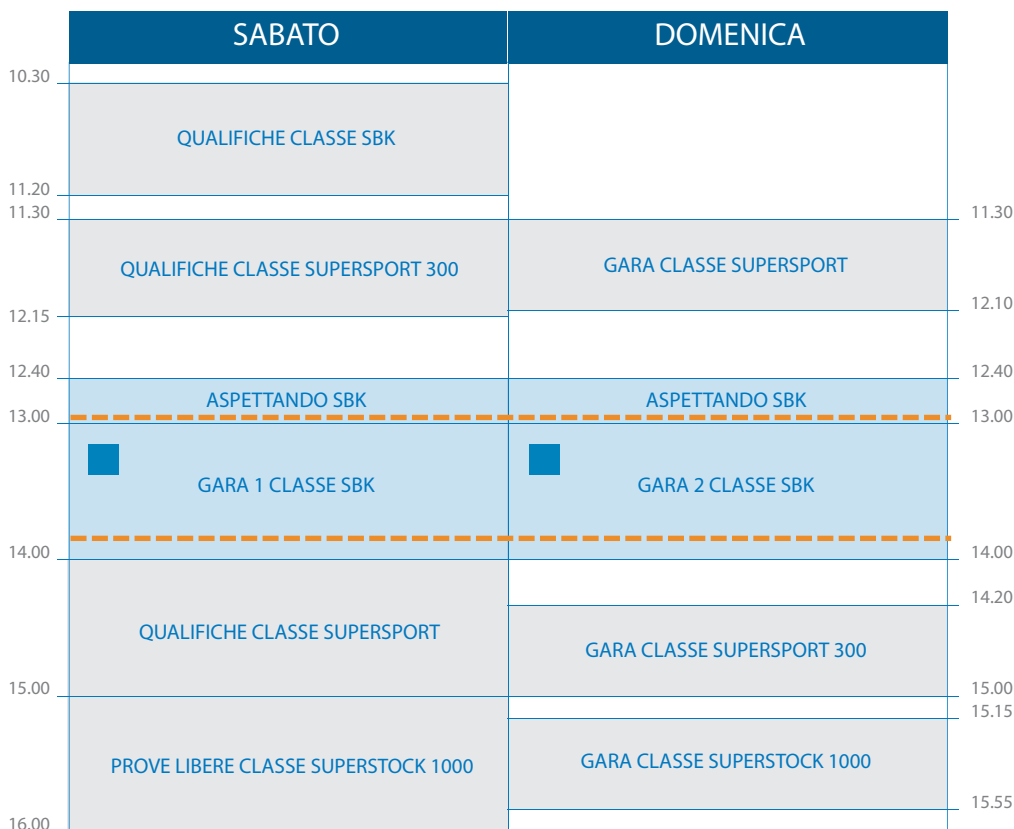 SABATO DOMENICA
10.30
QUALIFICHE CLASSE SBK
11.20
11.30 11.30
QUALIFICHE CLASSE SUPERSPORT 300 GARA CLASSE SUPERSPORT
12.10
12.15
12.40 12.40
ASPETTANDO SBK ASPETTANDO SBK
13.00 13.00
GARA 1 CLASSE SBK GARA 2 CLASSE SBK
14.00 14.00
14.20
QUALIFICHE CLASSE SUPERSPORT
GARA CLASSE SUPERSPORT 300
15.00 15.00
15.15
PROVE LIBERE CLASSE SUPERSTOCK 1000 GARA CLASSE SUPERSTOCK 1000
15.55
16.00